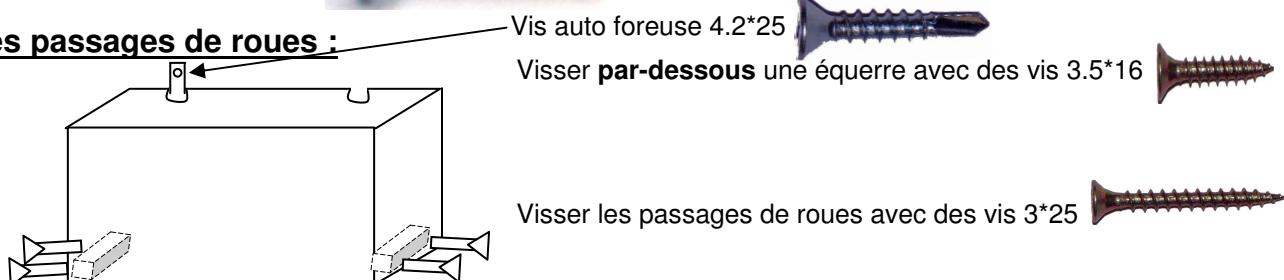 Vis auto foreuse 4.2*25
es passages de roues :
Visser par-dessous une équerre avec des vis 3.5*16
Visser les passages de roues avec des vis 3*25